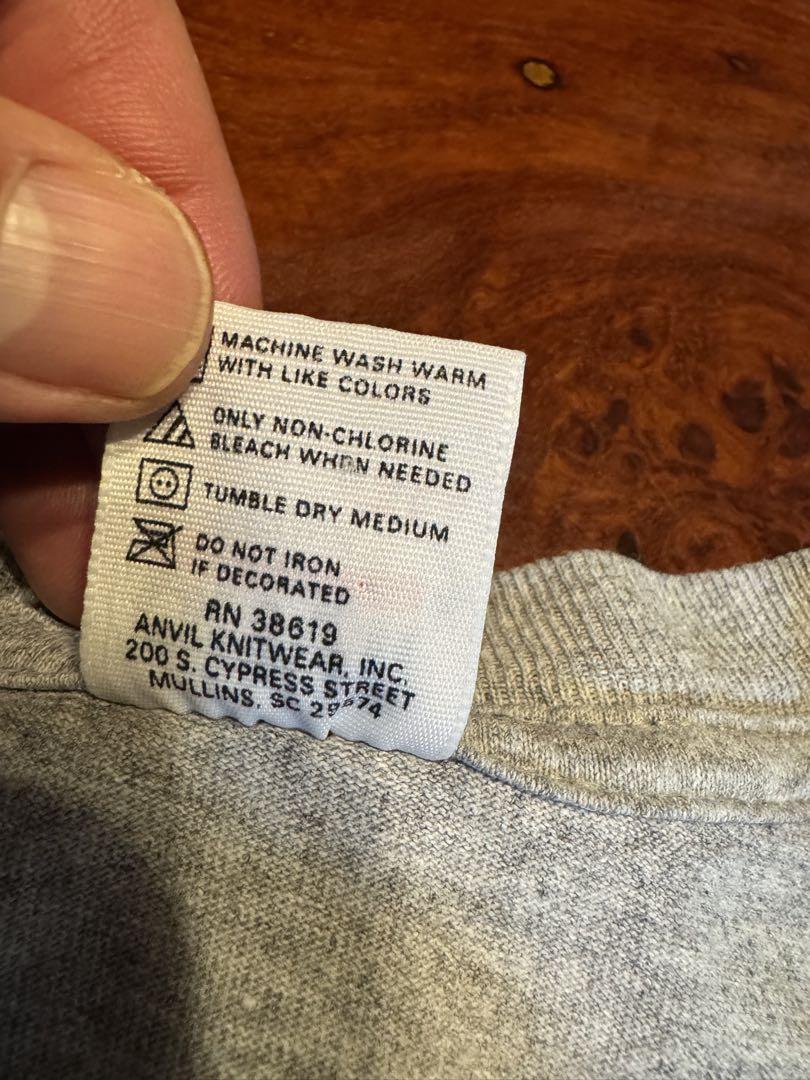 MACHINE WASH WARM
WITH LIKE COLORS
ONLY NON-CHLORINE
BLEACH WHEN NEEDED
TUMBLE DRY MEDIUM
DO NOT IRON
IF DECORATED
RN 38619
ANVIL KNITWEAR, INC.
200 S. CYPRESS STREET
MULLINS, SC